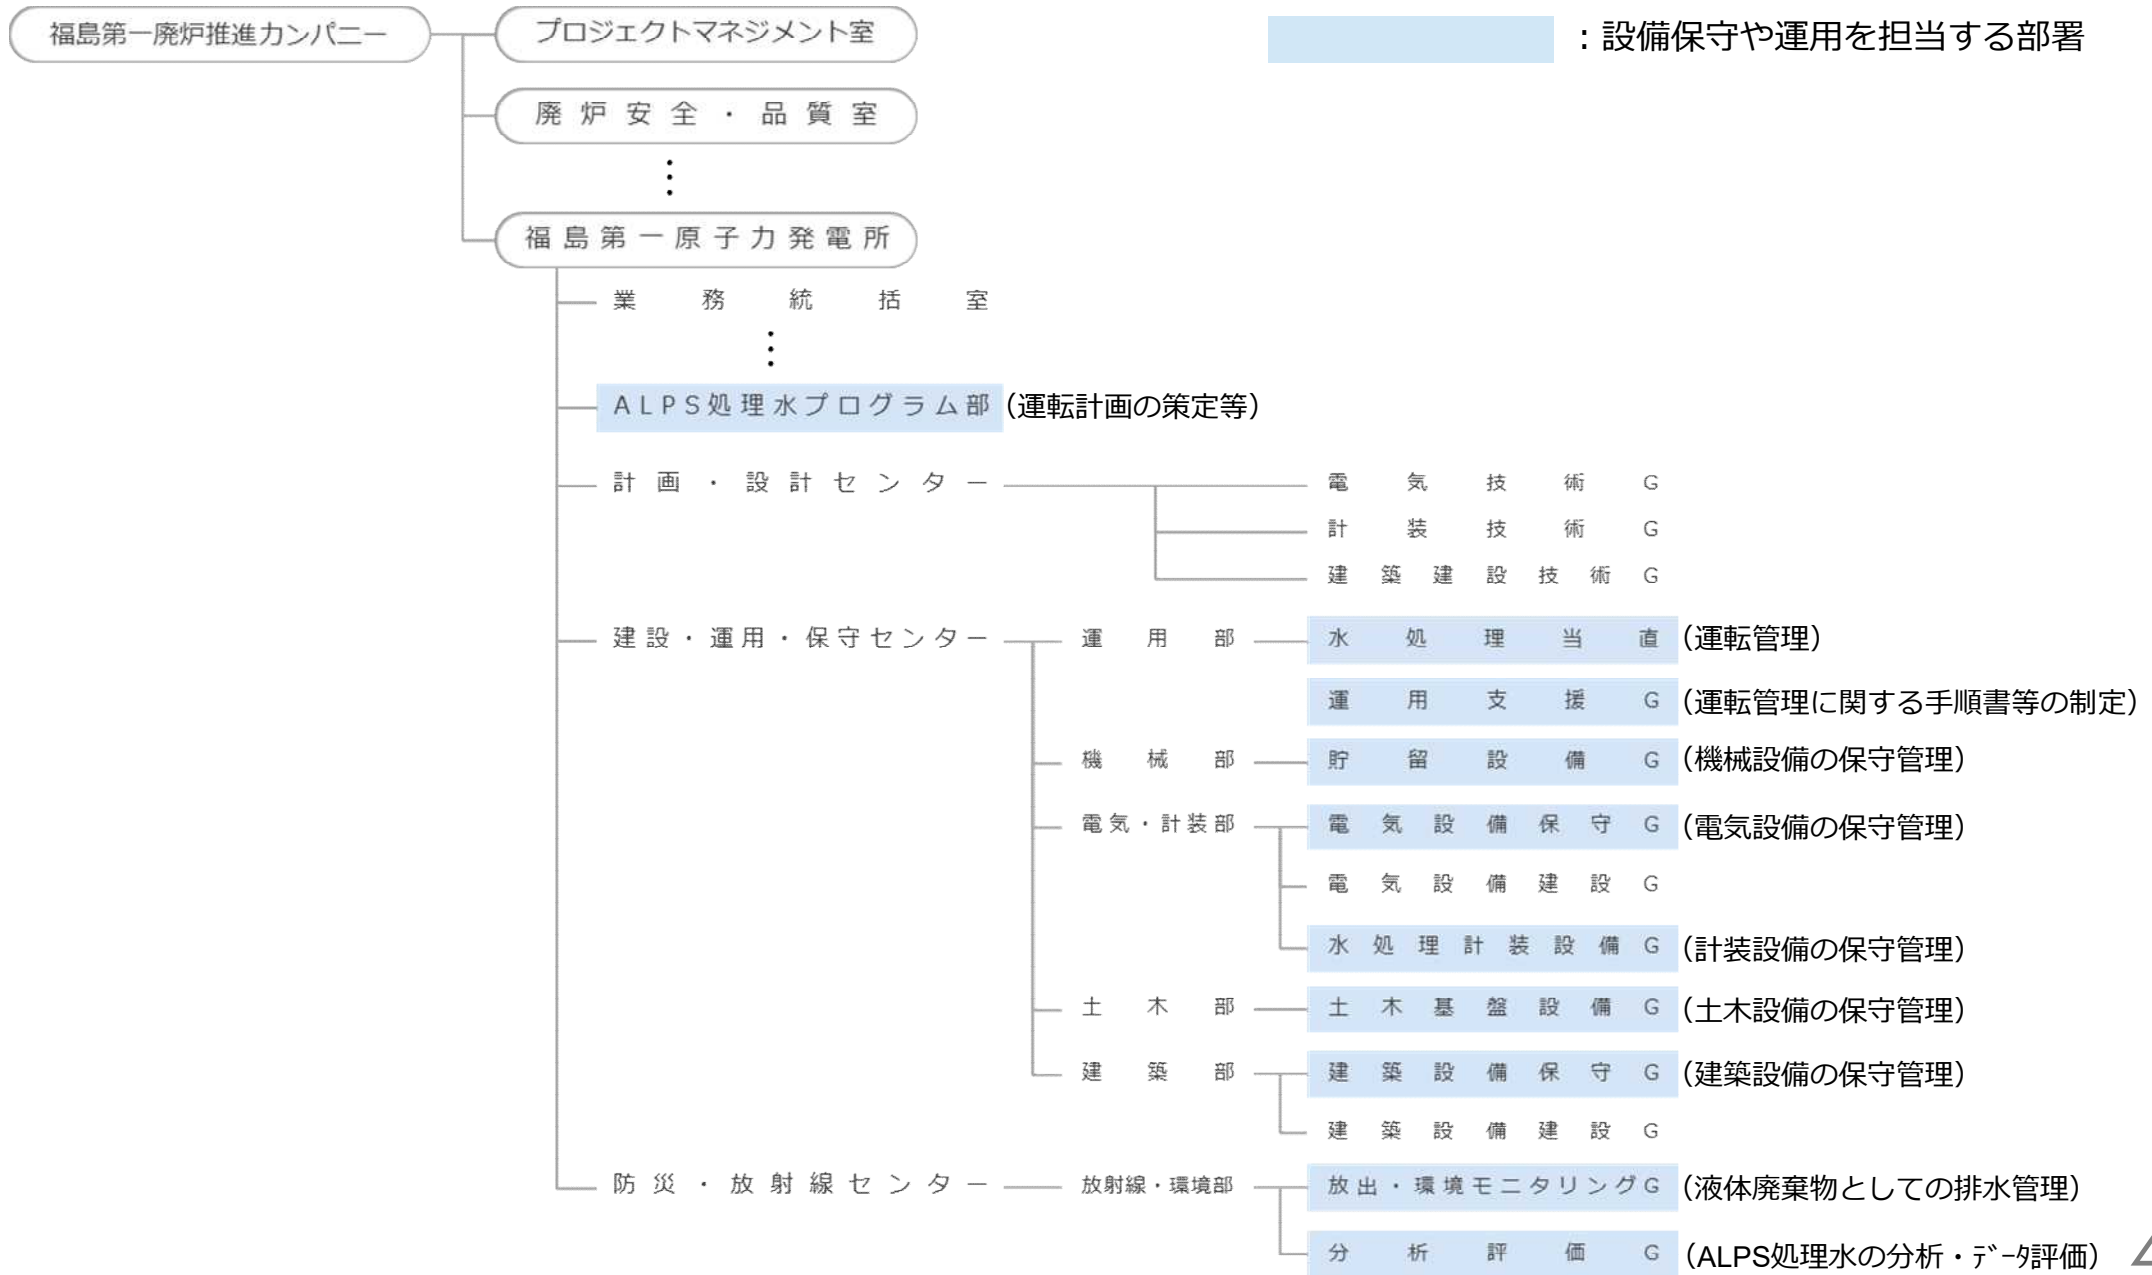 福島第一廃炉推進カンパニー
プロジェクトマネジメント室
:設備保守や運用を担当する部署
廃炉安全・品質室
⋮
福島第一原子力発電所
業務統括室
⋮
ALPS処理水プログラム部(運転計画の策定等)
計画・設計センター
電気技術G
計装技術G
建築建設技術G
建設・運用・保守センター
運用部
水処理当直(運転管理)
運用支援G(運転管理に関する手順書等の制定)
機械部
貯留設備G(機械設備の保守管理)
電気・計装部
電気設備保守G(電気設備の保守管理)
電気設備建設G
水処理計装設備G(計装設備の保守管理)
土木部
土木基盤設備G(土木設備の保守管理)
建築部
建築設備保守G(建築設備の保守管理)
建築設備建設G
防災・放射線センター
放射線・環境部
放出・環境モニタリングG(液体廃棄物としての排水管理)
分析評価G(ALPS処理水の分析・ﾃﾞｰﾀ評価)